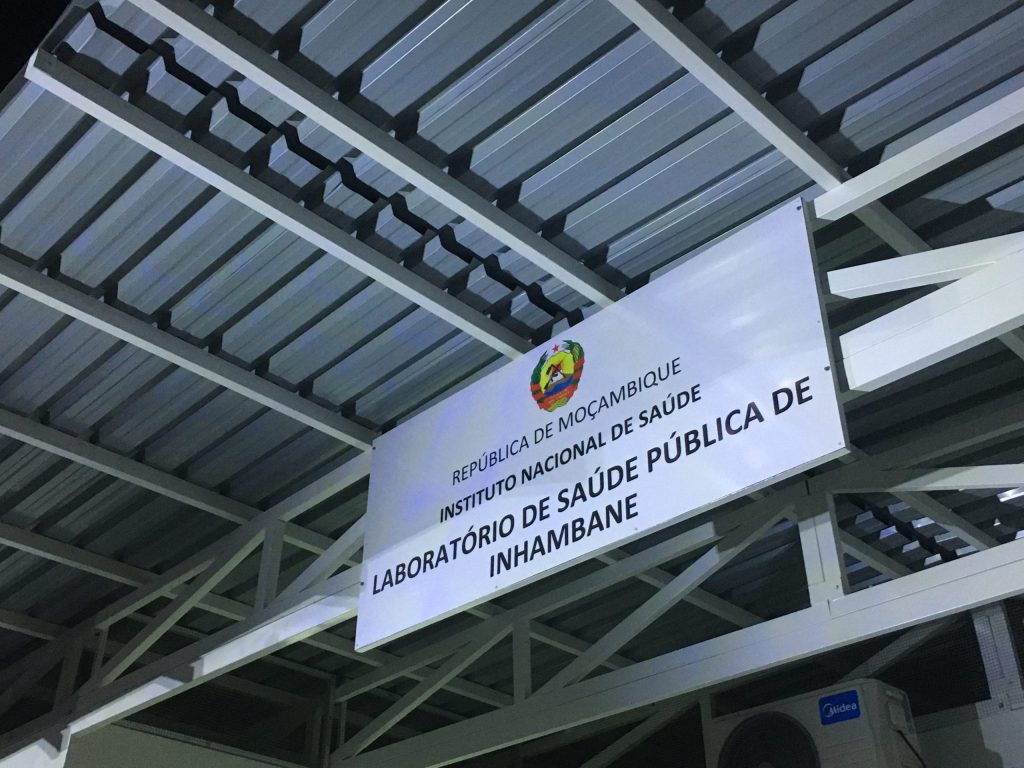 REPÚBLICA DE MOÇAMBIQUE
INSTITUTO NACIONAL DE SAÚDE
LABORATÓRIO DE SAÚDE PÚBLICA DE
INHAMBANE
Midea